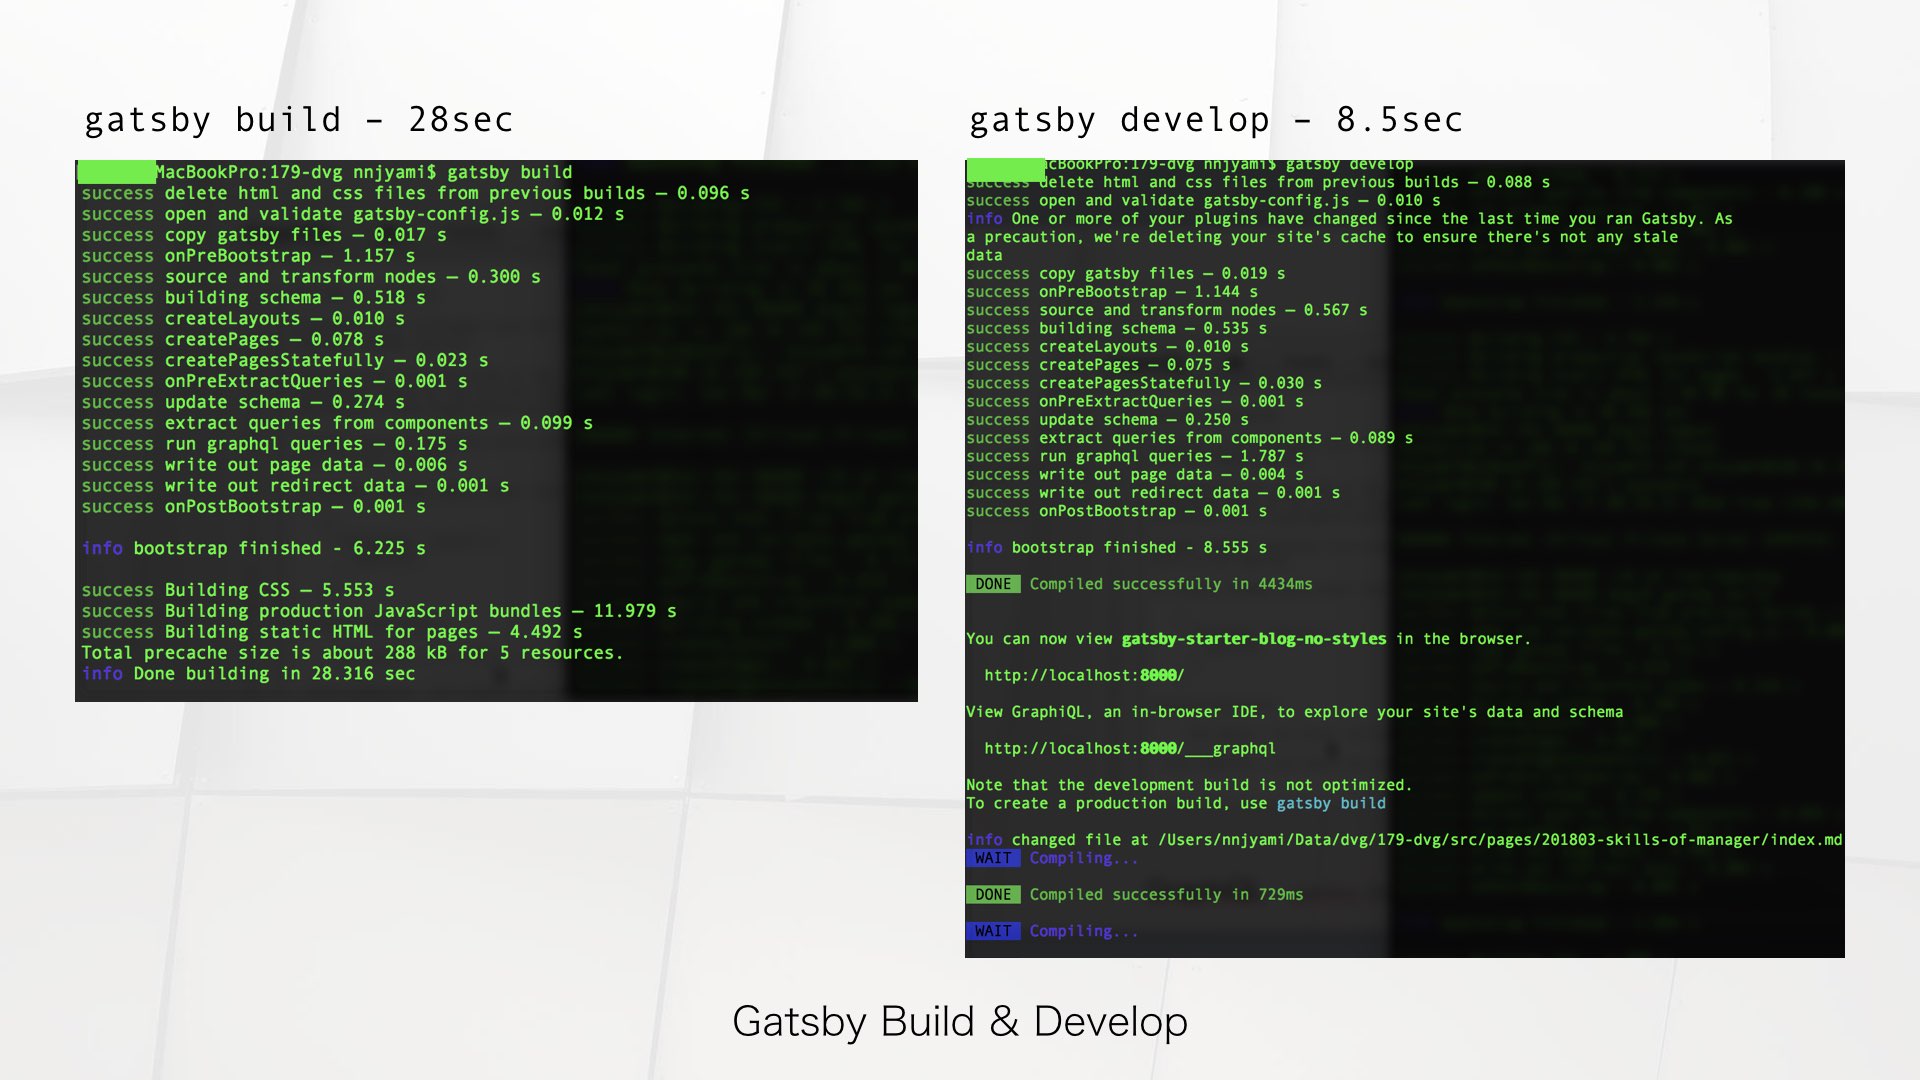 gatsby build – 28sec
MacBookPro:179-dvg nnjyami$ gatsby build
success delete html and css files from previous builds — 0.096 s
success open and validate gatsby-config.js — 0.012 s
success copy gatsby files — 0.017 s
success onPreBootstrap — 1.157 s
success source and transform nodes — 0.300 s
success building schema — 0.518 s
success createLayouts — 0.010 s
success createPages — 0.078 s
success createPagesStatefully — 0.023 s
success onPreExtractQueries — 0.001 s
success update schema — 0.274 s
success extract queries from components — 0.099 s
success run graphql queries — 0.175 s
success write out page data — 0.006 s
success write out redirect data — 0.001 s
success onPostBootstrap — 0.001 s
info bootstrap finished - 6.225 s
success Building CSS — 5.553 s
success Building production JavaScript bundles — 11.979 s
success Building static HTML for pages — 4.492 s
Total precache size is about 288 kB for 5 resources.
info Done building in 28.316 sec
gatsby develop – 8.5sec
acBookPro:179-dvg nnjyami$ gatsby develop
success delete html and css files from previous builds — 0.088 s
success open and validate gatsby-config.js — 0.010 s
info One or more of your plugins have changed since the last time you ran Gatsby. As
a precaution, we're deleting your site's cache to ensure there's not any stale
data
success copy gatsby files — 0.019 s
success onPreBootstrap — 1.144 s
success source and transform nodes — 0.567 s
success building schema — 0.535 s
success createLayouts — 0.010 s
success createPages — 0.075 s
success createPagesStatefully — 0.030 s
success onPreExtractQueries — 0.001 s
success update schema — 0.250 s
success extract queries from components — 0.089 s
success run graphql queries — 1.787 s
success write out page data — 0.004 s
success write out redirect data — 0.001 s
success onPostBootstrap — 0.001 s
info bootstrap finished - 8.555 s
DONE Compiled successfully in 4434ms
You can now view gatsby-starter-blog-no-styles in the browser.
http://localhost:8000/
View GraphiQL, an in-browser IDE, to explore your site's data and schema
http://localhost:8000/___graphql
Note that the development build is not optimized.
To create a production build, use gatsby build
info changed file at /Users/nnjyami/Data/dvg/179-dvg/src/pages/201803-skills-of-manager/index.md
WAIT Compiling...
DONE Compiled successfully in 729ms
WAIT Compiling...
Gatsby Build & Develop